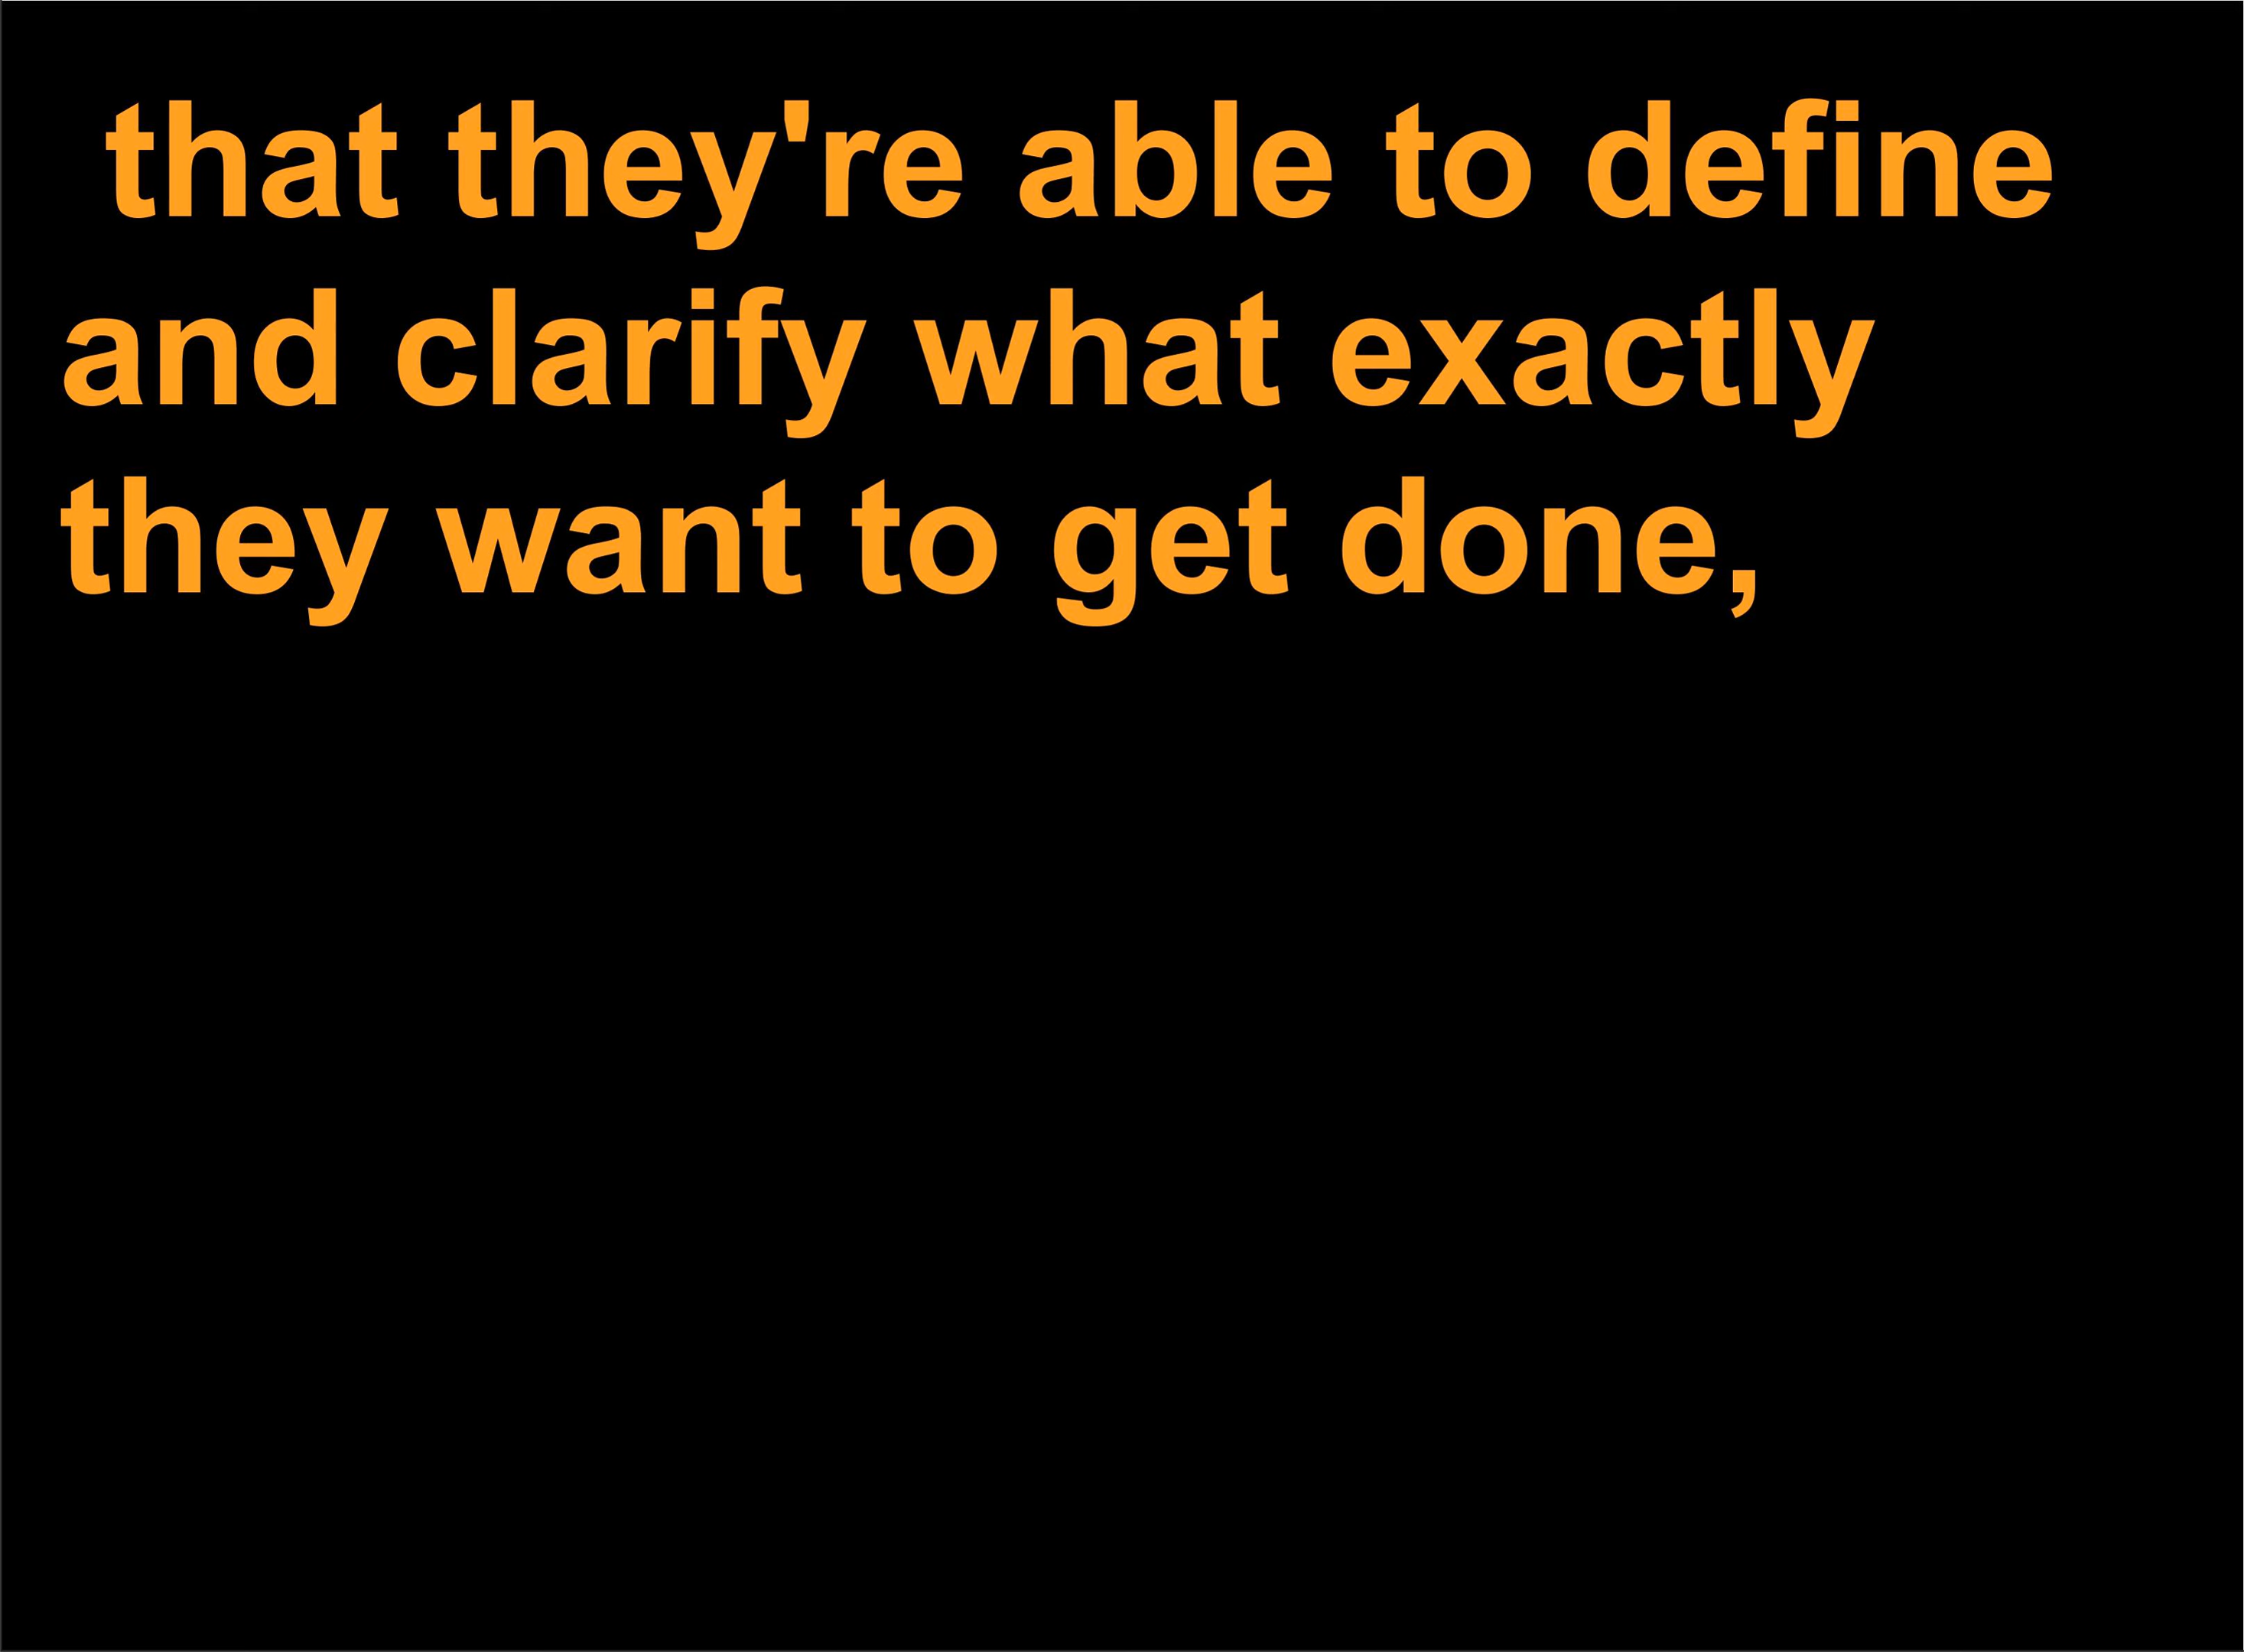 that they're able to define
and clarify what exactly
they want to get done,